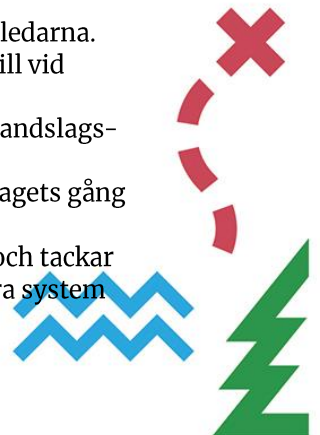 ledarna.
ill vid
andslags-
agets gång
och tackar
ra system